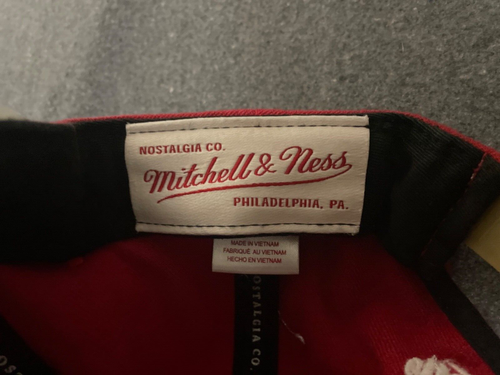 NOSTALGIA CO.
Mitchell & Ness
PHILADELPHIA, PA.
MADE IN VIETNAM
FABRIQUÉ AU VIETNAM
HECHO EN VIETNAM
NOSTALGIA CO.